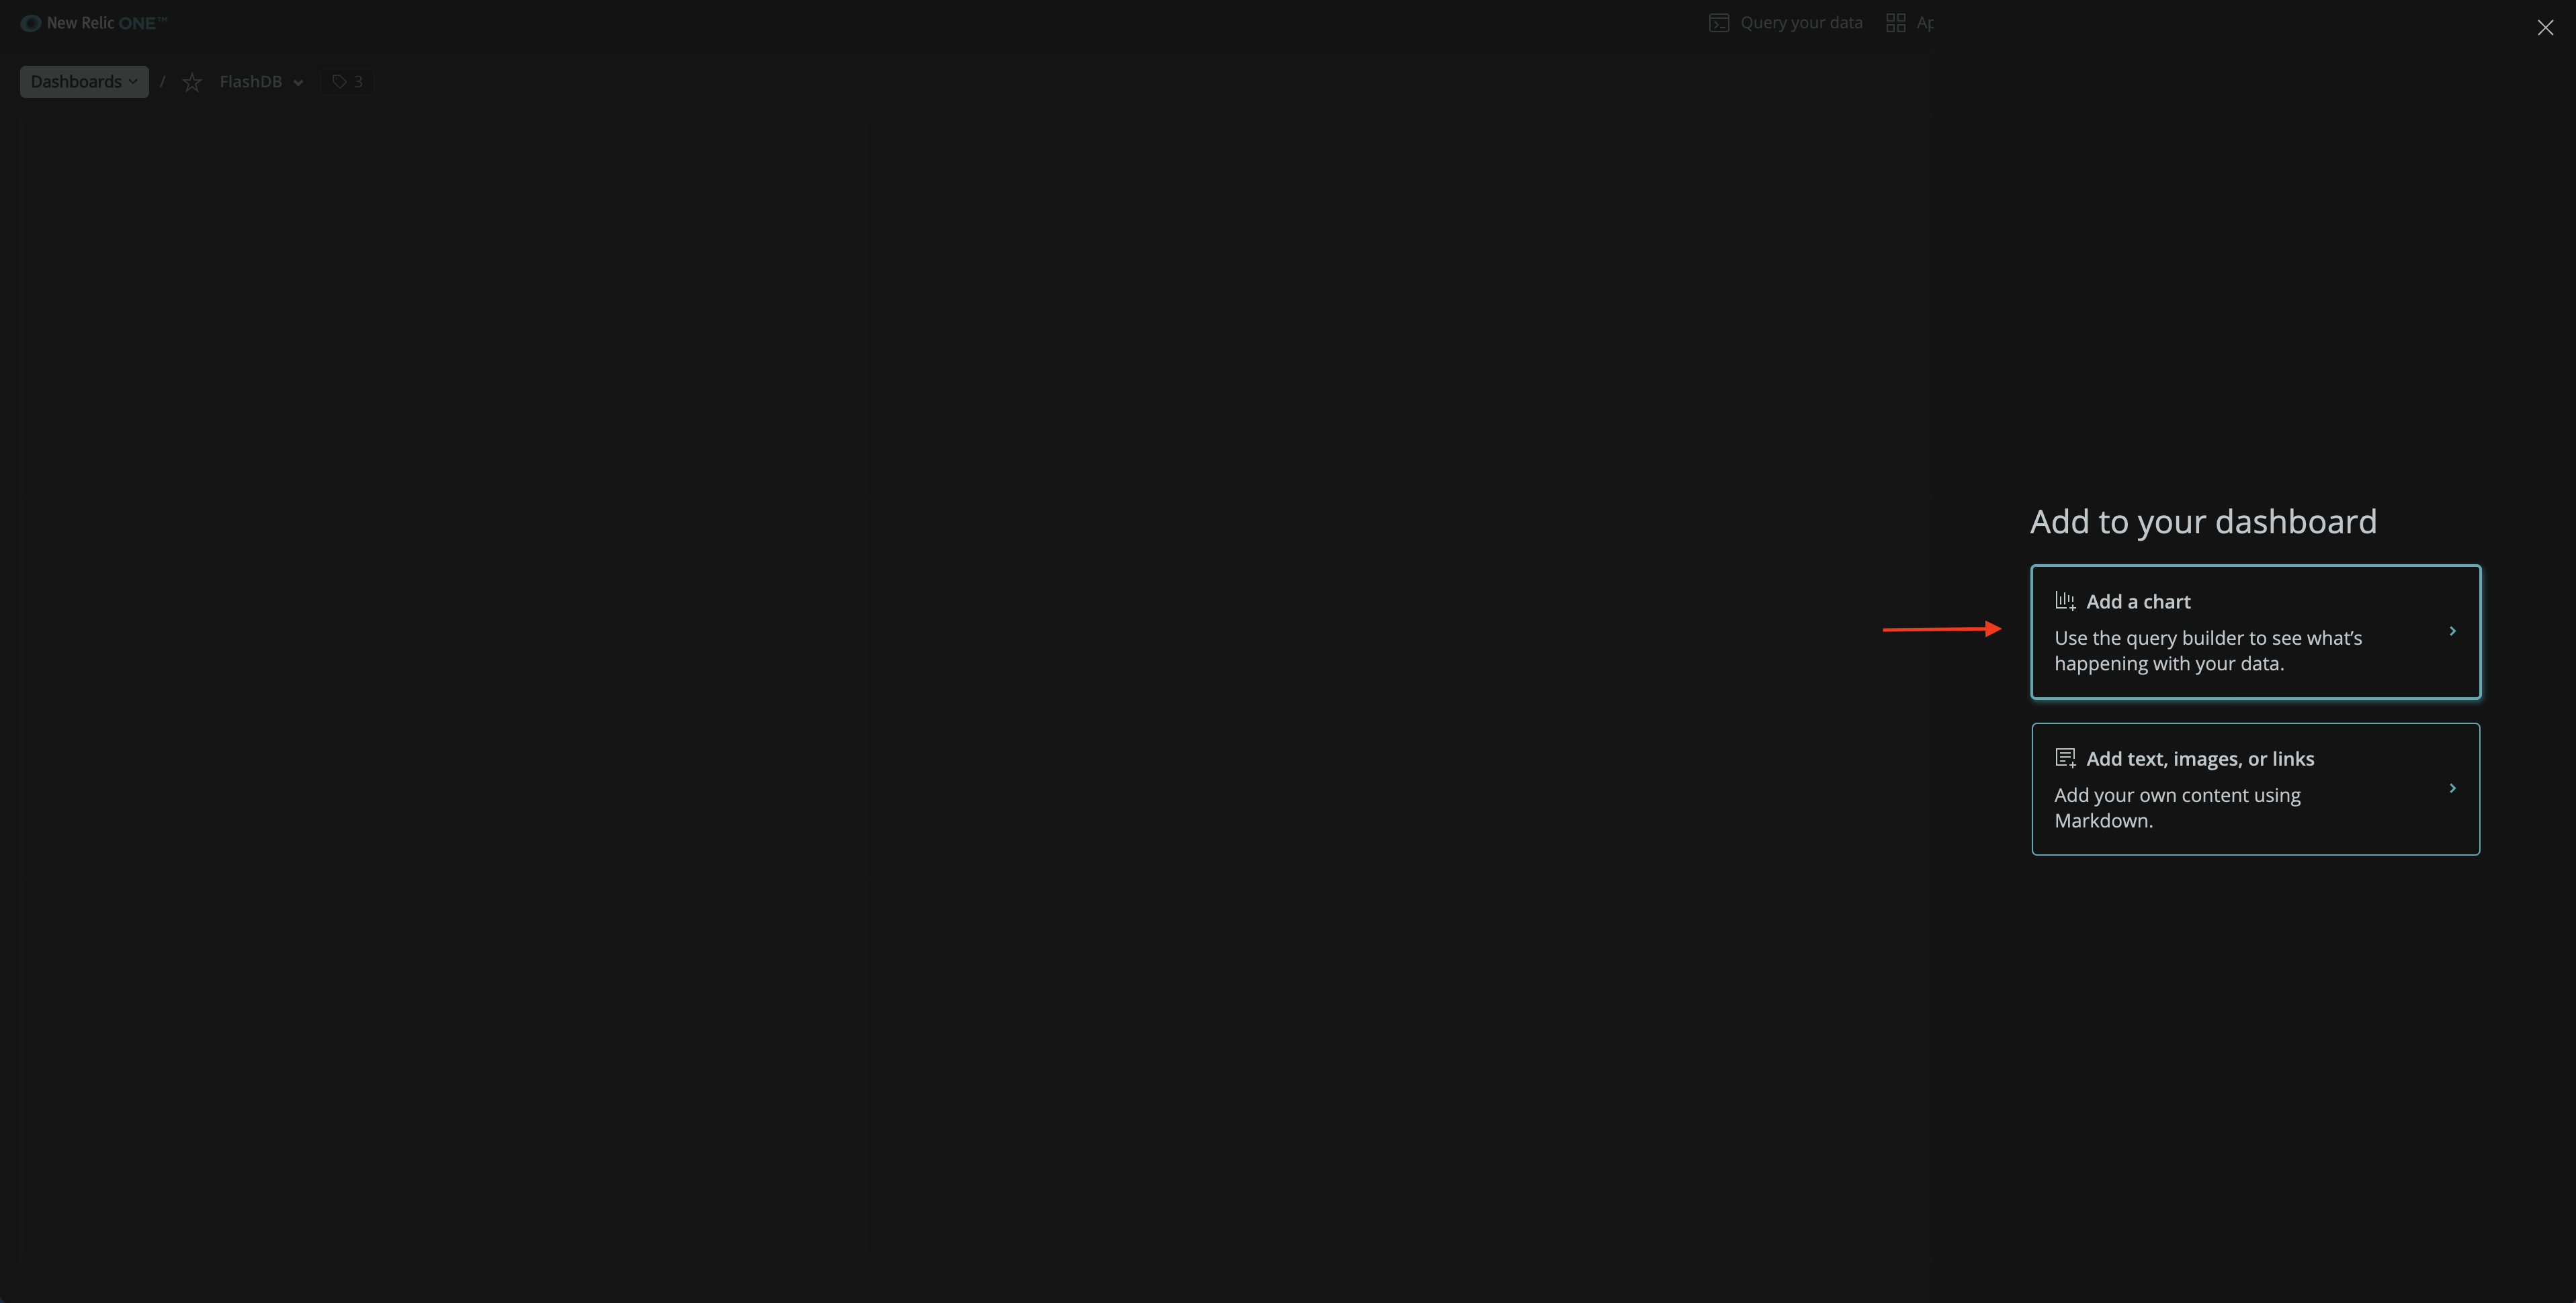 New Relic ONE™
Query your data
Ap
Dashboards / FlashDB 3
Add to your dashboard
Add a chart
Use the query builder to see what's
happening with your data.
Add text, images, or links
Add your own content using
Markdown.